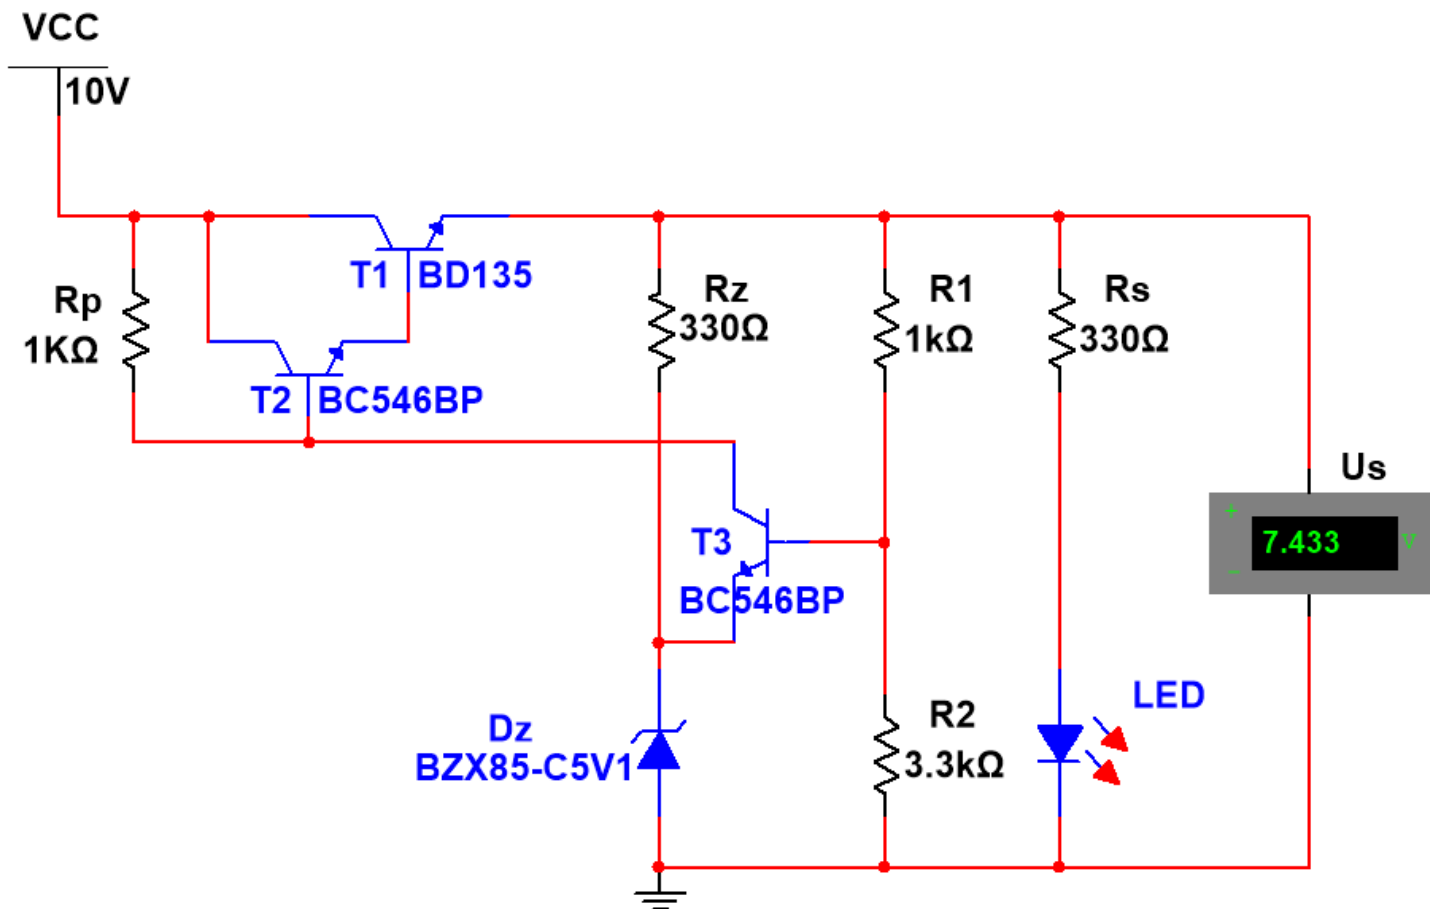 VCC
10V
Rp
1KΩ
T1 BD135
T2 BC546BP
Rz
330Ω
R1
1kΩ
Rs
330Ω
Us
+
7.433 V
−
T3
BC546BP
Dz
BZX85-C5V1
R2
3.3kΩ
LED